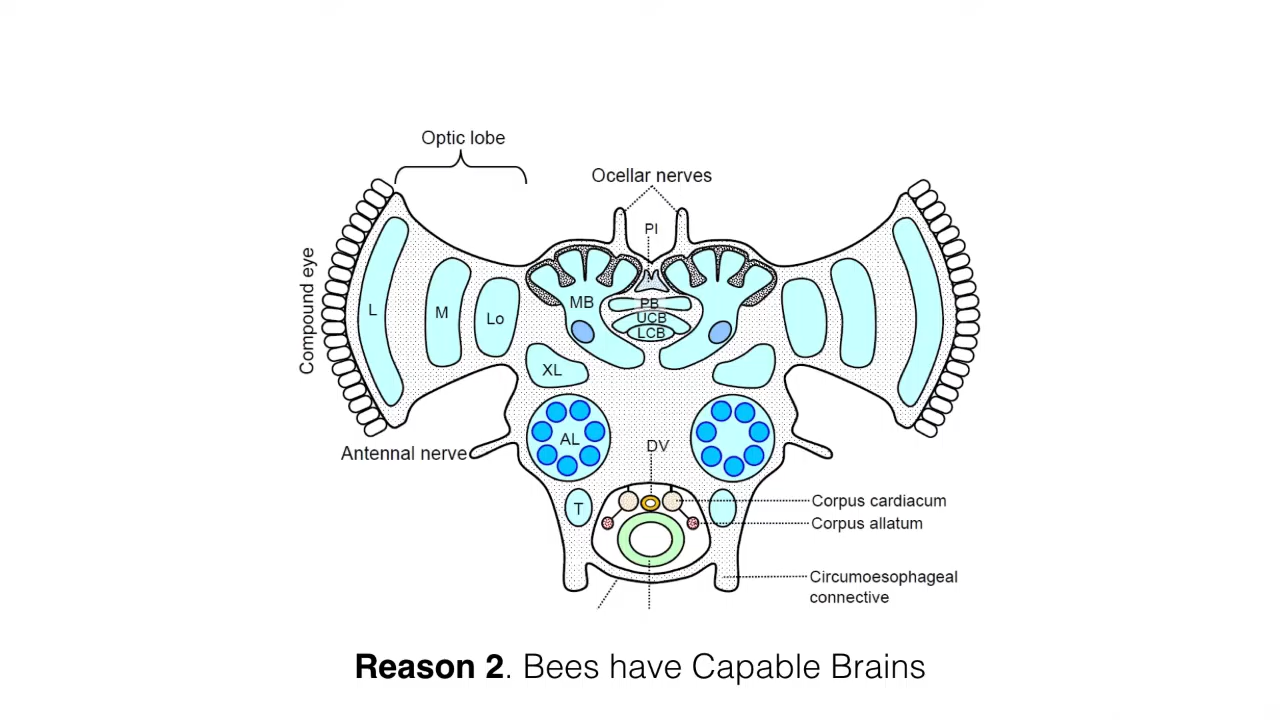 Optic lobe
Ocellar nerves
PI
Compound eye
L
M
Lo
MB
PB
UCB
LCB
XL
AL
DV
Antennal nerve
T
Corpus cardiacum
Corpus allatum
Circumoesophageal
connective
Reason 2. Bees have Capable Brains